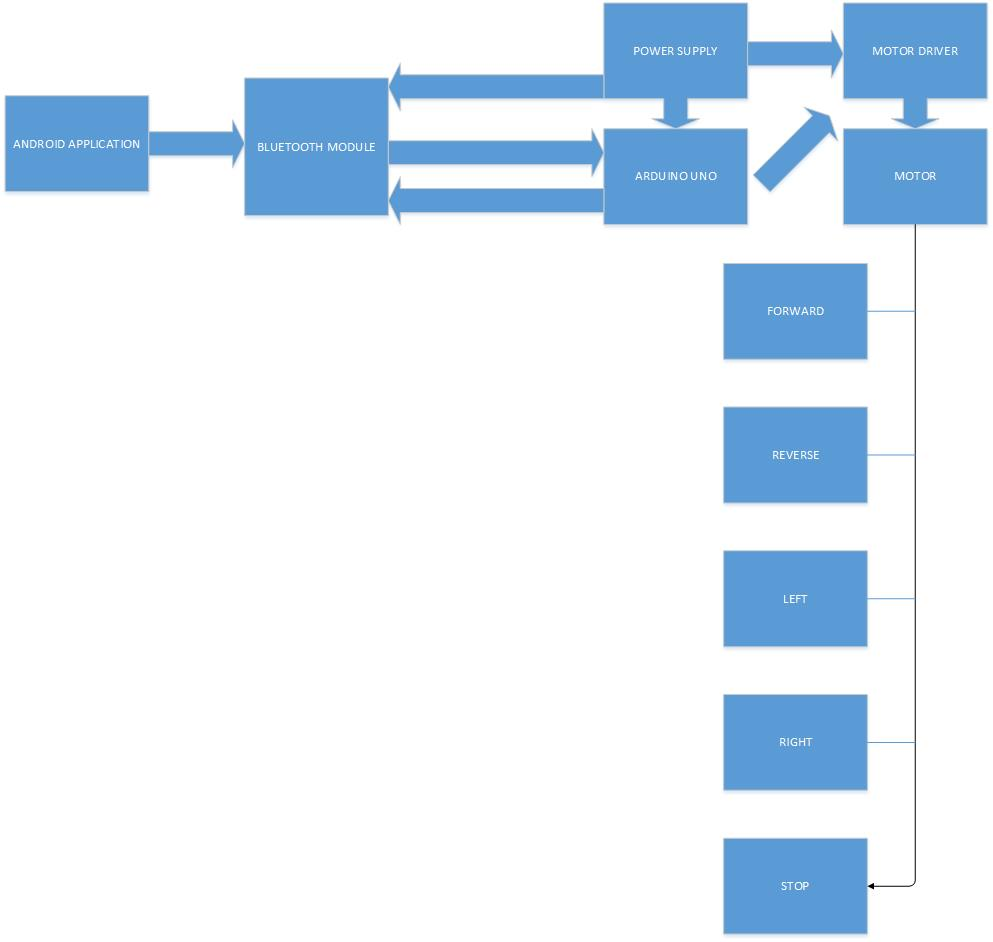 POWER SUPPLY
MOTOR DRIVER
ANDROID APPLICATION
BLUETOOTH MODULE
ARDUINO UNO
MOTOR
FORWARD
REVERSE
LEFT
RIGHT
STOP